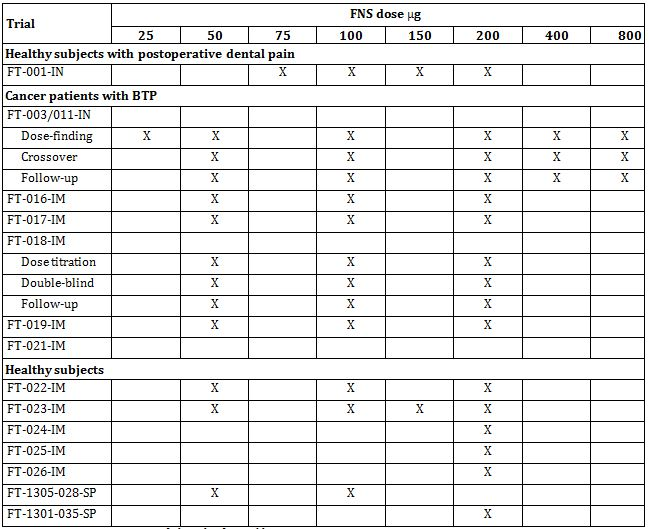 Trial FNS dose μg
25 50 75 100 150 200 400 800
Healthy subjects with postoperative dental pain
FT-001-IN X X X X
Cancer patients with BTP
FT-003/011-IN
Dose-finding X X X X X X
Crossover X X X X X
Follow-up X X X X X
FT-016-IM X X X
FT-017-IM X X X
FT-018-IM
Dose titration X X X
Double-blind X X X
Follow-up X X X
FT-019-IM X X X
FT-021-IM
Healthy subjects
FT-022-IM X X X
FT-023-IM X X X X
FT-024-IM X
FT-025-IM X
FT-026-IM X
FT-1305-028-SP X X
FT-1301-035-SP X